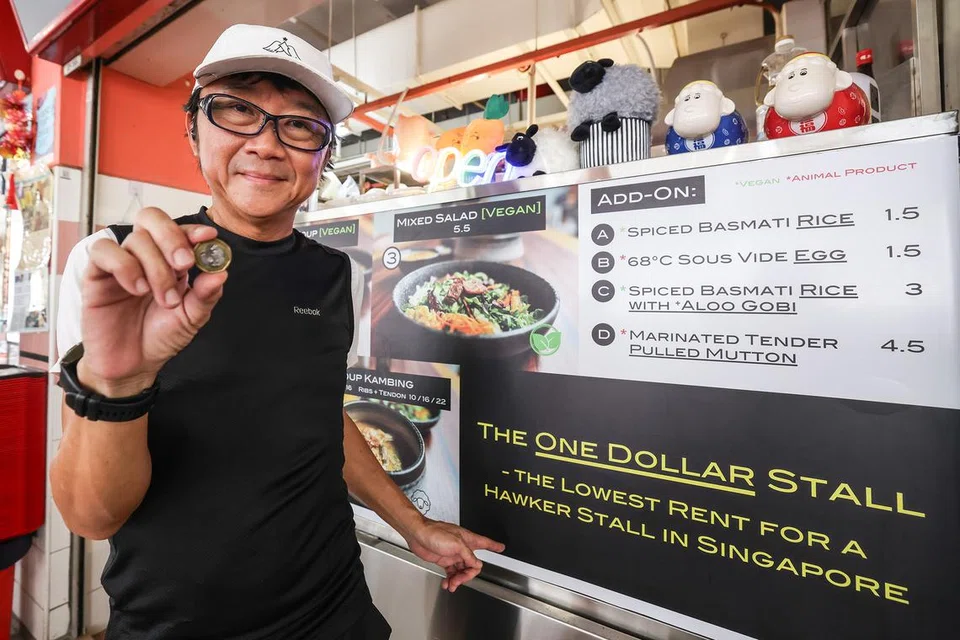 open
Reebok
[VEGAN]
MIXED SALAD [VEGAN]
5.5
3
KAMBING
RIBS + TENDON 10/16/22
ADD-ON:
*VEGAN *ANIMAL PRODUCT
A *SPICED BASMATI RICE 1.5
B *68°C SOUS VIDE EGG 1.5
C *SPICED BASMATI RICE
WITH *ALOO GOBI 3
D *MARINATED TENDER
PULLED MUTTON 4.5
THE ONE DOLLAR STALL
- THE LOWEST RENT FOR A
HAWKER STALL IN SINGAPORE